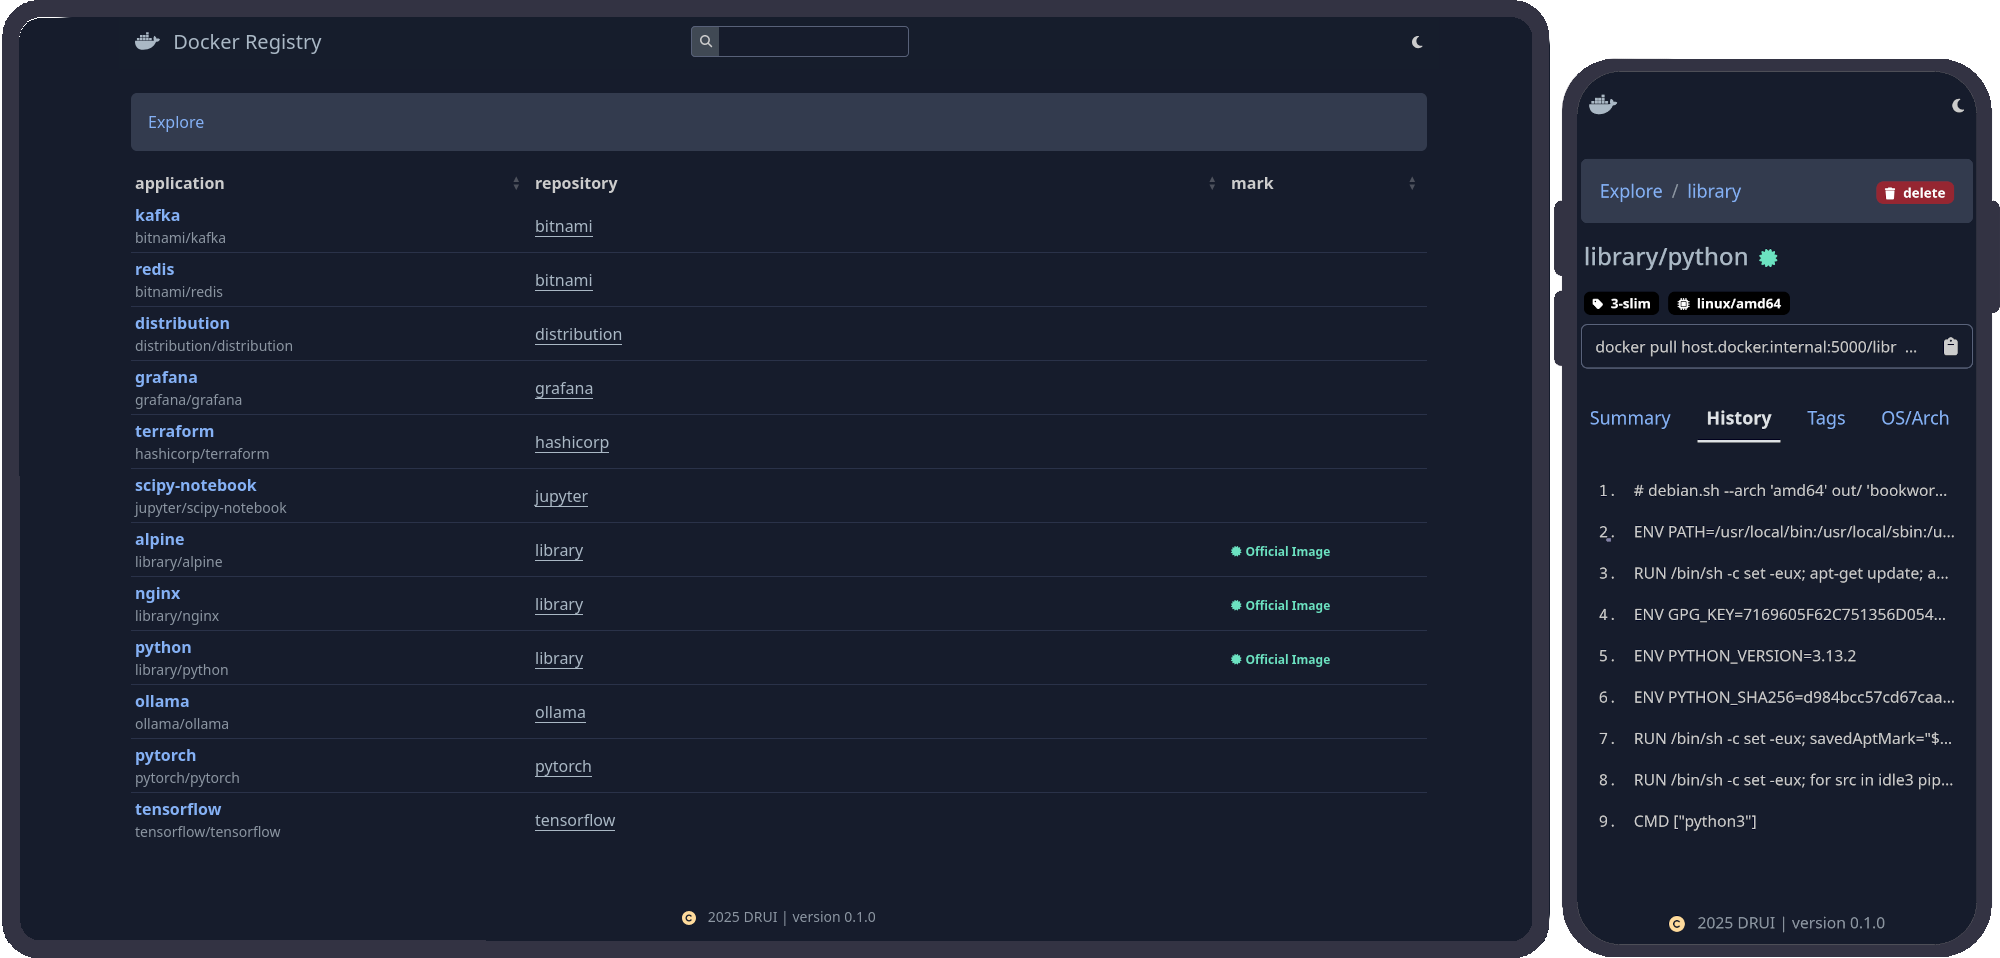 Docker Registry
Explore
application repository mark
kafka
bitnami/kafka
bitnami
redis
bitnami/redis
bitnami
distribution
distribution/distribution
distribution
grafana
grafana/grafana
grafana
terraform
hashicorp/terraform
hashicorp
scipy-notebook
jupyter/scipy-notebook
jupyter
alpine
library/alpine
library
Official Image
nginx
library/nginx
library
Official Image
python
library/python
library
Official Image
ollama
ollama/ollama
ollama
pytorch
pytorch/pytorch
pytorch
tensorflow
tensorflow/tensorflow
tensorflow
C 2025 DRUI | version 0.1.0
Explore / library delete
library/python
3-slim linux/amd64
docker pull host.docker.internal:5000/libr ...
Summary History Tags OS/Arch
1. # debian.sh --arch 'amd64' out/ 'bookwor...
2. ENV PATH=/usr/local/bin:/usr/local/sbin:/u...
3. RUN /bin/sh -c set -eux; apt-get update; a...
4. ENV GPG_KEY=7169605F62C751356D054...
5. ENV PYTHON_VERSION=3.13.2
6. ENV PYTHON_SHA256=d984bcc57cd67caa...
7. RUN /bin/sh -c set -eux; savedAptMark="$...
8. RUN /bin/sh -c set -eux; for src in idle3 pip...
9. CMD ["python3"]
C 2025 DRUI | version 0.1.0